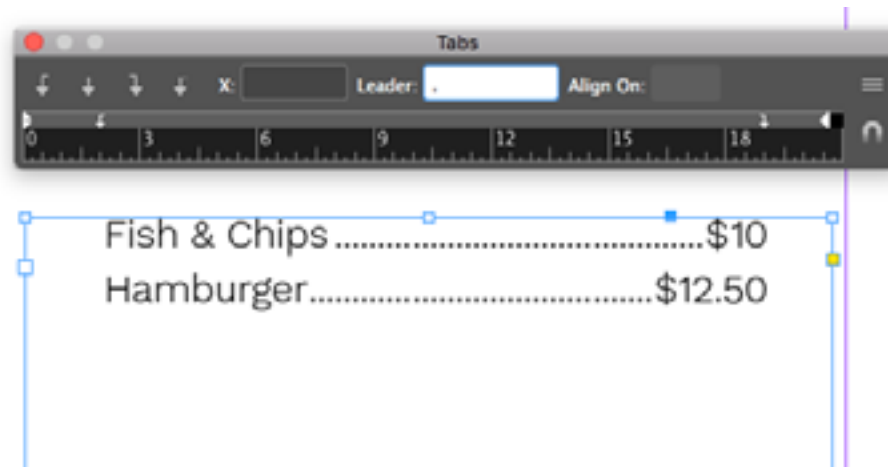 Tabs
X: Leader: . Align On:
0 3 6 9 12 15 18
Fish & Chips.............................................$10
Hamburger..........................................$12.50